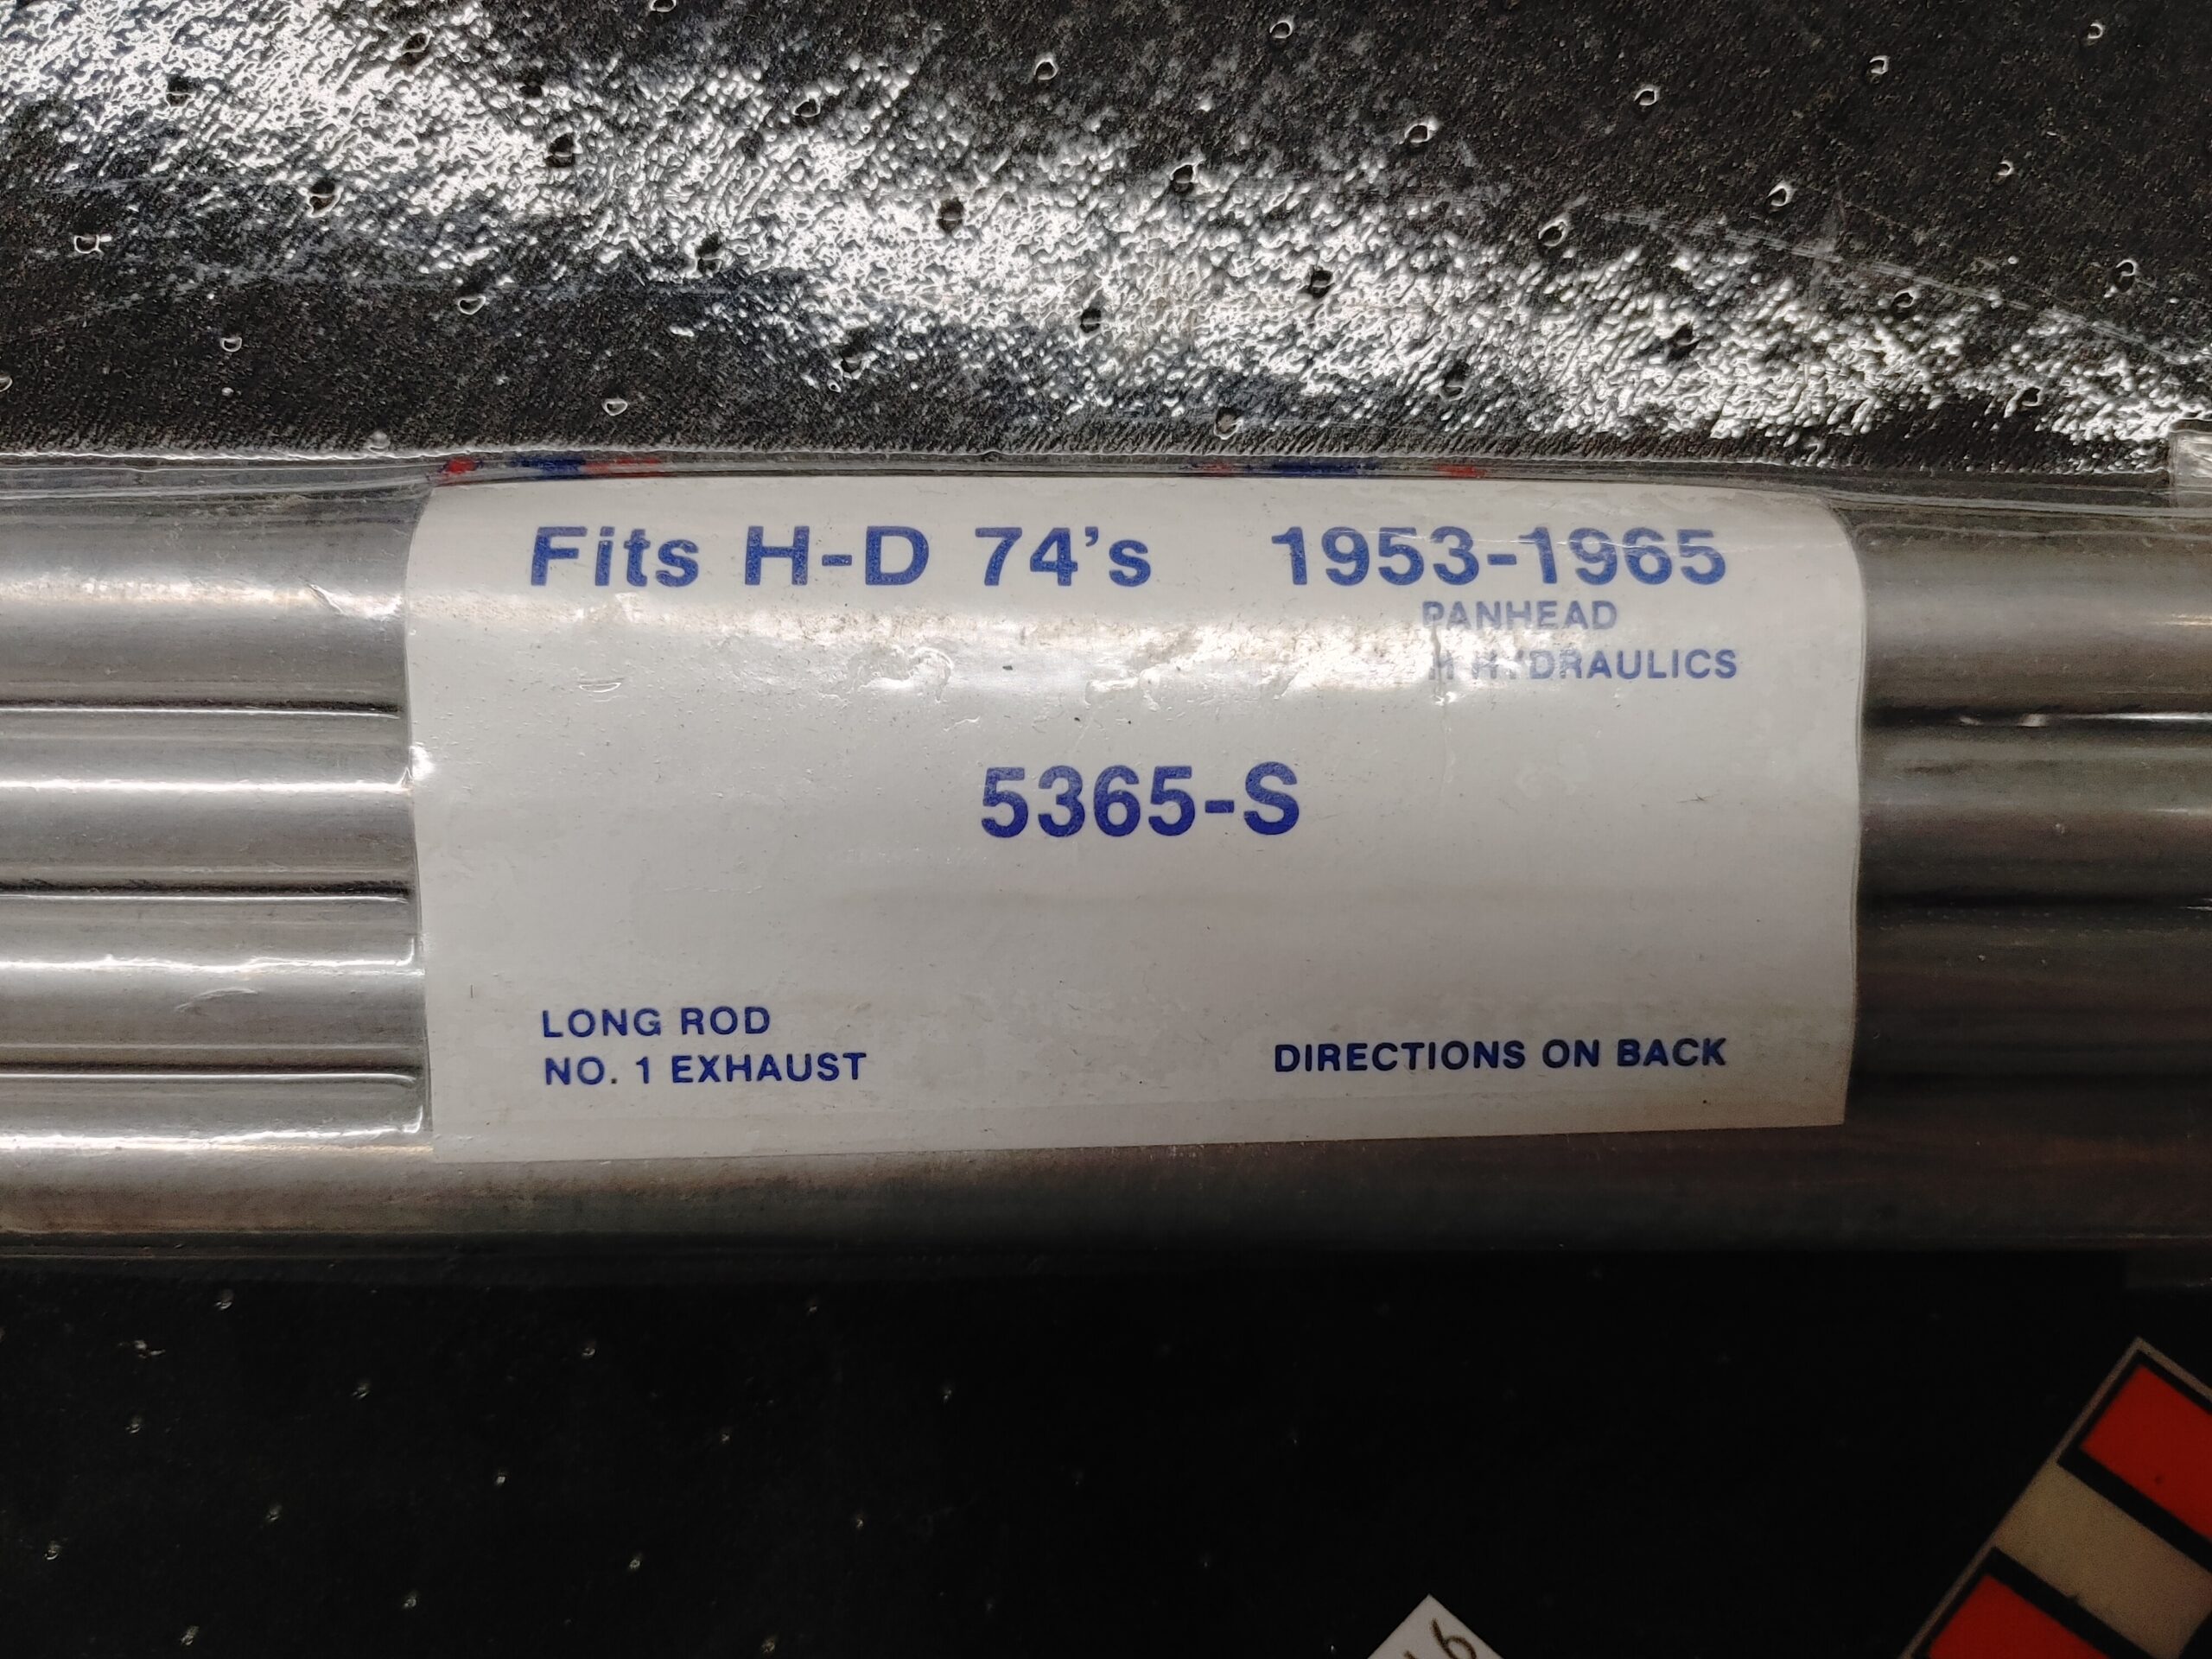 Fits H-D 74's 1953-1965
PANHEAD
HYDRAULICS
5365-S
LONG ROD
NO. 1 EXHAUST
DIRECTIONS ON BACK